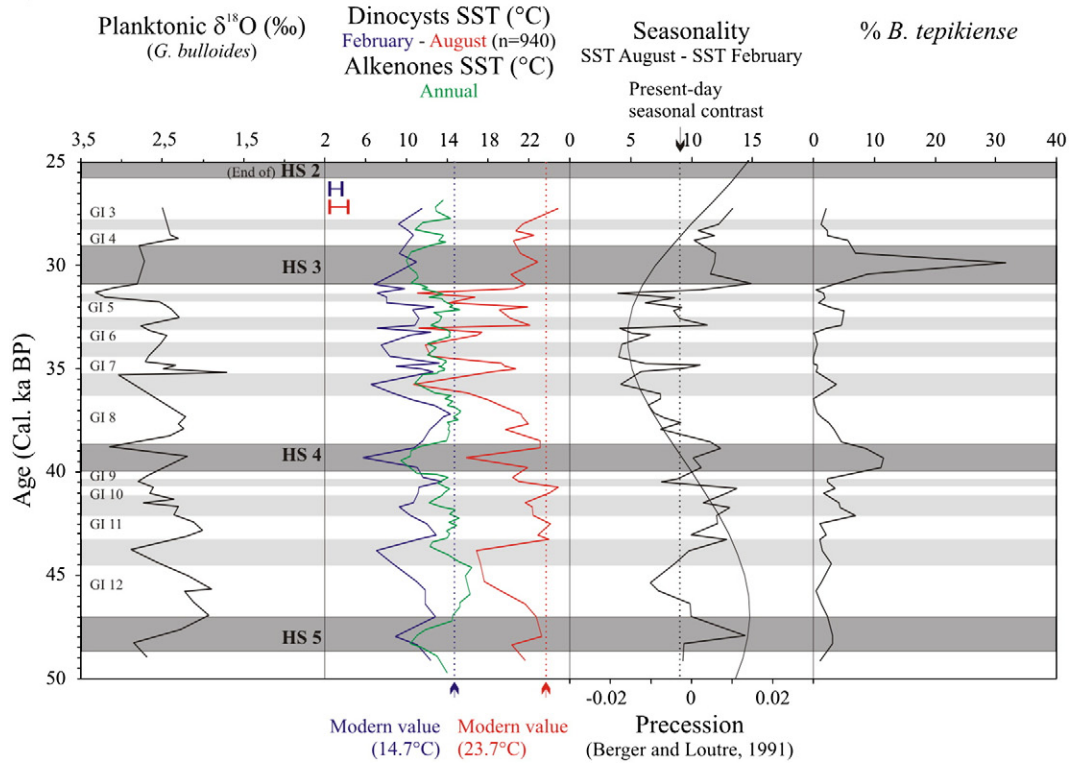 Planktonic δ¹⁸O (‰)
(G. bulloides)
Dinocysts SST (°C)
February - August (n=940)
Alkenones SST (°C)
Annual
Seasonality
SST August - SST February
Present-day
seasonal contrast
% B. tepikiense
3,5 3 2,5 2 2 6 10 14 18 22 0 5 10 0 10 20 30 40
25
30
35
40
45
50
Age (Cal. ka BP)
(End of) HS 2
GI 3
GI 4
HS 3
GI 5
GI 6
GI 7
GI 8
HS 4
GI 9
GI 10
GI 11
GI 12
HS 5
-0.02 0 0.02
Modern value
(14.7°C)
Modern value
(23.7°C)
Precession
(Berger and Loutre, 1991)